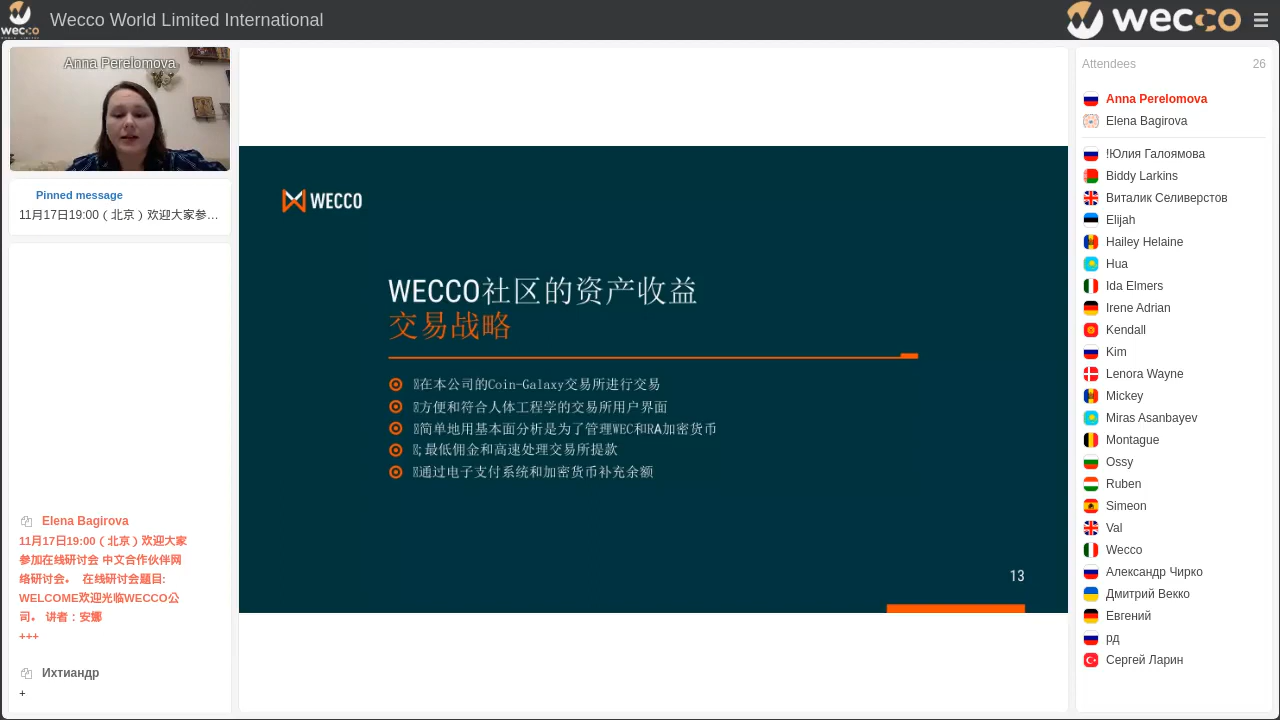 wecco
Wecco World Limited International
wecco
Anna Perelomova
Pinned message
11月17日19:00（北京）欢迎大家参…
Elena Bagirova
11月17日19:00（北京）欢迎大家
参加在线研讨会 中文合作伙伴网
络研讨会。 在线研讨会题目:
WELCOME欢迎光临WECCO公
司。 讲者：安娜
+++
Ихтиандр
+
WECCO
WECCO社区的资产收益
交易战略
在本公司的Coin-Galaxy交易所进行交易
方便和符合人体工程学的交易所用户界面
简单地用基本面分析是为了管理WEC和RA加密货币
; 最低佣金和高速处理交易所提款
通过电子支付系统和加密货币补充余额
13
Attendees 26
Anna Perelomova
Elena Bagirova
!Юлия Галоямова
Biddy Larkins
Виталик Селиверстов
Elijah
Hailey Helaine
Hua
Ida Elmers
Irene Adrian
Kendall
Kim
Lenora Wayne
Mickey
Miras Asanbayev
Montague
Ossy
Ruben
Simeon
Val
Wecco
Александр Чирко
Дмитрий Векко
Евгений
рд
Сергей Ларин